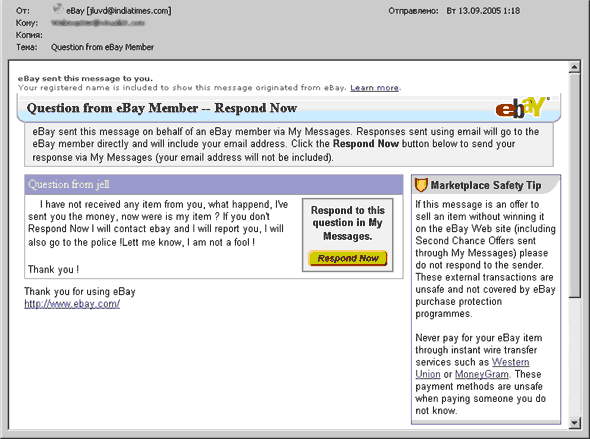 От: eBay [jluvd@indiatimes.com] Отправлено: Вт 13.09.2005 1:18
Кому:
Копия:
Тема: Question from eBay Member
eBay sent this message to you.
Your registered name is included to show this message originated from eBay. Learn more.
Question from eBay Member -- Respond Now
ebay
eBay sent this message on behalf of an eBay member via My Messages. Responses sent using email will go to the
eBay member directly and will include your email address. Click the Respond Now button below to send your
response via My Messages (your email address will not be included).
Question from jell
I have not received any item from you, what happend, I've
sent you the money, now were is my item ? If you don't
Respond Now I will contact ebay and I will report you, I will
also go to the police !Lett me know, I am not a fool !
Thank you !
Respond to this
question in My
Messages.
Respond Now
Thank you for using eBay
http://www.ebay.com/
Marketplace Safety Tip
If this message is an offer to
sell an item without winning it
on the eBay Web site (including
Second Chance Offers sent
through My Messages) please
do not respond to the sender.
These external transactions are
unsafe and not covered by eBay
purchase protection
programmes.
Never pay for your eBay item
through instant wire transfer
services such as Western
Union or MoneyGram. These
payment methods are unsafe
when paying someone you do
not know.